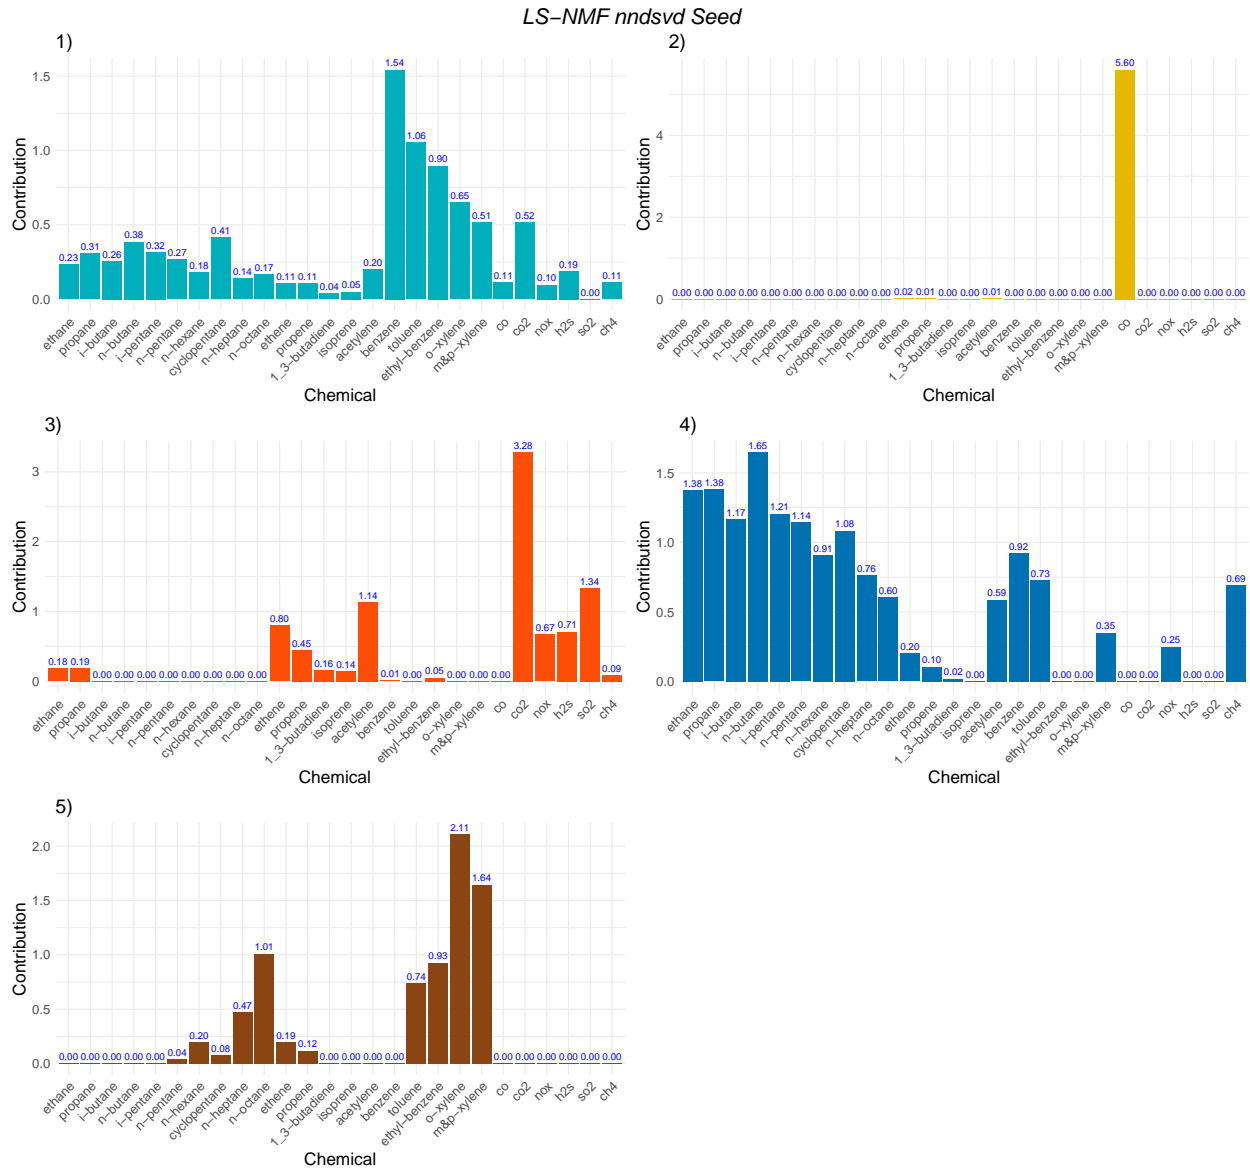 LS−NMF nndsvd Seed
1)
Contribution
1.5
1.0
0.5
0.0
0.23 0.31 0.26 0.38 0.32 0.27 0.18 0.41 0.14 0.17 0.11 0.11 0.04 0.05 0.20 1.54 1.06 0.90 0.65 0.51 0.11 0.52 0.10 0.19 0.00 0.11
ethane propane i−butane n−butane i−pentane n−pentane n−hexane cyclopentane n−heptane n−octane ethene propene 1_3−butadiene isoprene acetylene benzene toluene ethyl−benzene o−xylene m&p−xylene co co2 nox h2s so2 ch4
Chemical
2)
Contribution
4
2
0
0.00 0.00 0.00 0.00 0.00 0.00 0.00 0.00 0.00 0.00 0.02 0.01 0.00 0.00 0.01 0.00 0.00 0.00 0.00 0.00 5.60 0.00 0.00 0.00 0.00 0.00
ethane propane i−butane n−butane i−pentane n−pentane n−hexane cyclopentane n−heptane n−octane ethene propene 1_3−butadiene isoprene acetylene benzene toluene ethyl−benzene o−xylene m&p−xylene co co2 nox h2s so2 ch4
Chemical
3)
Contribution
3
2
1
0
0.18 0.19 0.00 0.00 0.00 0.00 0.00 0.00 0.00 0.00 0.80 0.45 0.16 0.14 1.14 0.01 0.00 0.05 0.00 0.00 0.00 3.28 0.67 0.71 1.34 0.09
ethane propane i−butane n−butane i−pentane n−pentane n−hexane cyclopentane n−heptane n−octane ethene propene 1_3−butadiene isoprene acetylene benzene toluene ethyl−benzene o−xylene m&p−xylene co co2 nox h2s so2 ch4
Chemical
4)
Contribution
1.5
1.0
0.5
0.0
1.38 1.38 1.17 1.65 1.21 1.14 0.91 1.08 0.76 0.60 0.20 0.10 0.02 0.00 0.59 0.92 0.73 0.00 0.00 0.35 0.00 0.00 0.25 0.00 0.00 0.69
ethane propane i−butane n−butane i−pentane n−pentane n−hexane cyclopentane n−heptane n−octane ethene propene 1_3−butadiene isoprene acetylene benzene toluene ethyl−benzene o−xylene m&p−xylene co co2 nox h2s so2 ch4
Chemical
5)
Contribution
2.0
1.5
1.0
0.5
0.0
0.00 0.00 0.00 0.00 0.00 0.04 0.20 0.08 0.47 1.01 0.19 0.12 0.00 0.00 0.00 0.00 0.74 0.93 2.11 1.64 0.00 0.00 0.00 0.00 0.00 0.00
ethane propane i−butane n−butane i−pentane n−pentane n−hexane cyclopentane n−heptane n−octane ethene propene 1_3−butadiene isoprene acetylene benzene toluene ethyl−benzene o−xylene m&p−xylene co co2 nox h2s so2 ch4
Chemical